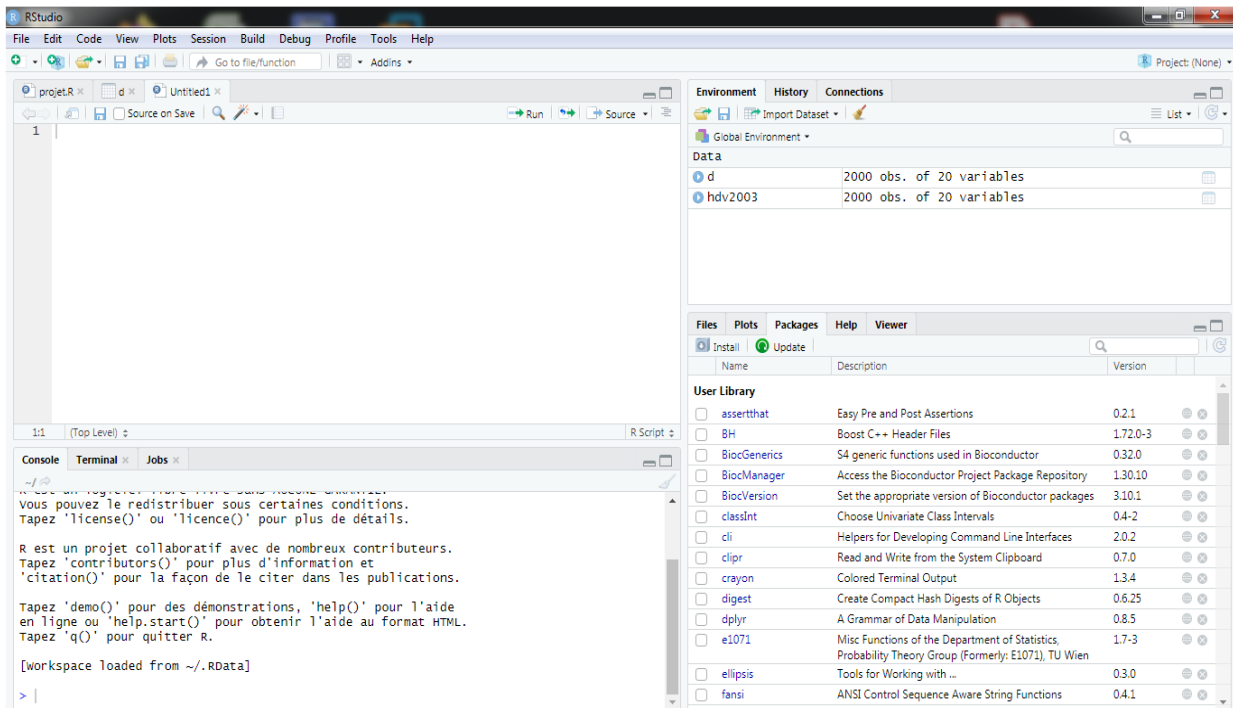 RStudio
File Edit Code View Plots Session Build Debug Profile Tools Help
Go to file/function Addins Project: (None)
projet.R d Untitled1
Source on Save Run Source
1
1:1 (Top Level) R Script
Console Terminal Jobs
~/
R est un logiciel libre livré sans AUCUNE GARANTIE.
Vous pouvez le redistribuer sous certaines conditions.
Tapez 'license()' ou 'licence()' pour plus de détails.
R est un projet collaboratif avec de nombreux contributeurs.
Tapez 'contributors()' pour plus d'information et
'citation()' pour la façon de le citer dans les publications.
Tapez 'demo()' pour des démonstrations, 'help()' pour l'aide
en ligne ou 'help.start()' pour obtenir l'aide au format HTML.
Tapez 'q()' pour quitter R.
[Workspace loaded from ~/.RData]
>
Environment History Connections
Import Dataset List
Global Environment
Data
d 2000 obs. of 20 variables
hdv2003 2000 obs. of 20 variables
Files Plots Packages Help Viewer
Install Update
Name Description Version
User Library
assertthat Easy Pre and Post Assertions 0.2.1
BH Boost C++ Header Files 1.72.0-3
BiocGenerics S4 generic functions used in Bioconductor 0.32.0
BiocManager Access the Bioconductor Project Package Repository 1.30.10
BiocVersion Set the appropriate version of Bioconductor packages 3.10.1
classInt Choose Univariate Class Intervals 0.4-2
cli Helpers for Developing Command Line Interfaces 2.0.2
clipr Read and Write from the System Clipboard 0.7.0
crayon Colored Terminal Output 1.3.4
digest Create Compact Hash Digests of R Objects 0.6.25
dplyr A Grammar of Data Manipulation 0.8.5
e1071 Misc Functions of the Department of Statistics, 1.7-3
Probability Theory Group (Formerly: E1071), TU Wien
ellipsis Tools for Working with ... 0.3.0
fansi ANSI Control Sequence Aware String Functions 0.4.1